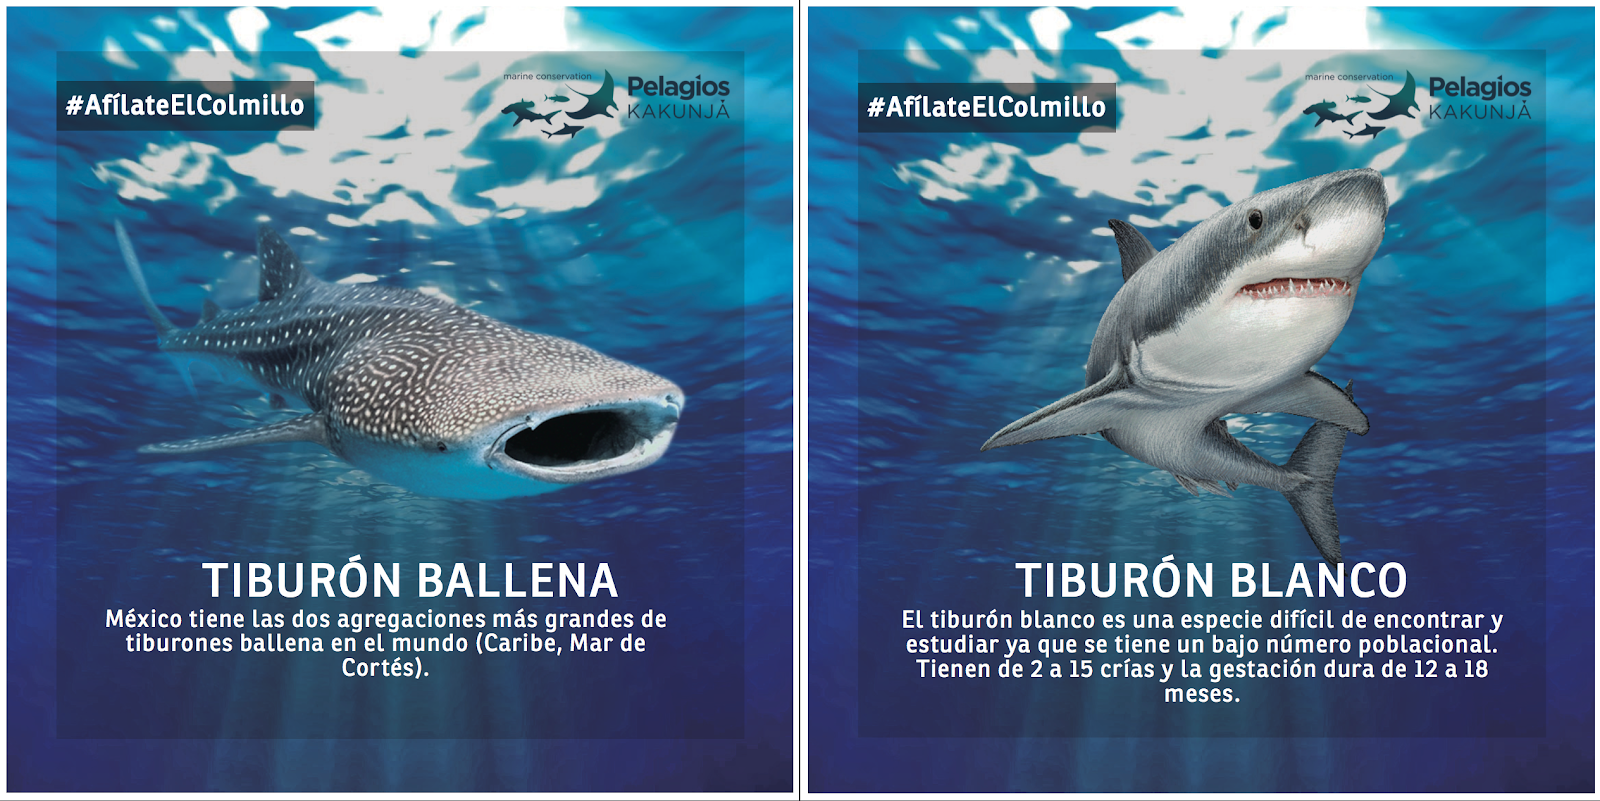 #AfílateElColmillo
marine conservation
Pelagios
KAKUNJÁ
TIBURÓN BALLENA
México tiene las dos agregaciones más grandes de
tiburones ballena en el mundo (Caribe, Mar de
Cortés).
#AfílateElColmillo
marine conservation
Pelagios
KAKUNJÁ
TIBURÓN BLANCO
El tiburón blanco es una especie difícil de encontrar y
estudiar ya que se tiene un bajo número poblacional.
Tienen de 2 a 15 crías y la gestación dura de 12 a 18
meses.